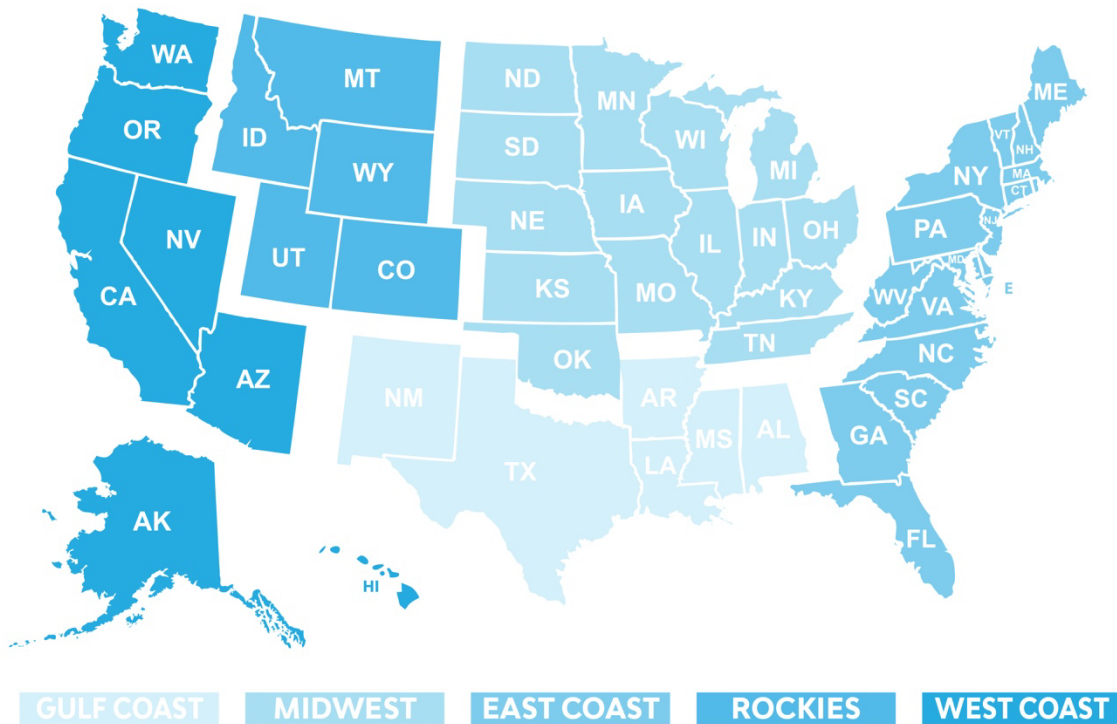 WA
MT
ND
MN
ME
OR
ID
SD
WI
MI
VT
NH
NY
MA
CT
WY
NE
IA
PA
NJ
NV
UT
CO
IL
IN
OH
MD
CA
KS
MO
KY
WV
VA
E
AZ
OK
TN
NC
NM
AR
SC
TX
LA
MS
AL
GA
AK
HI
FL
GULF COAST
MIDWEST
EAST COAST
ROCKIES
WEST COAST